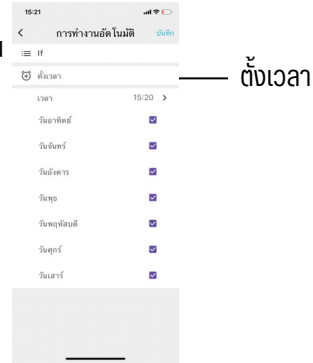 15:21
การทำงานอัตโนมัติ บันทึก
If
ตั้งเวลา
ตั้งเวลา
เวลา 15:20
วันอาทิตย์
วันจันทร์
วันอังคาร
วันพุธ
วันพฤหัสบดี
วันศุกร์
วันเสาร์